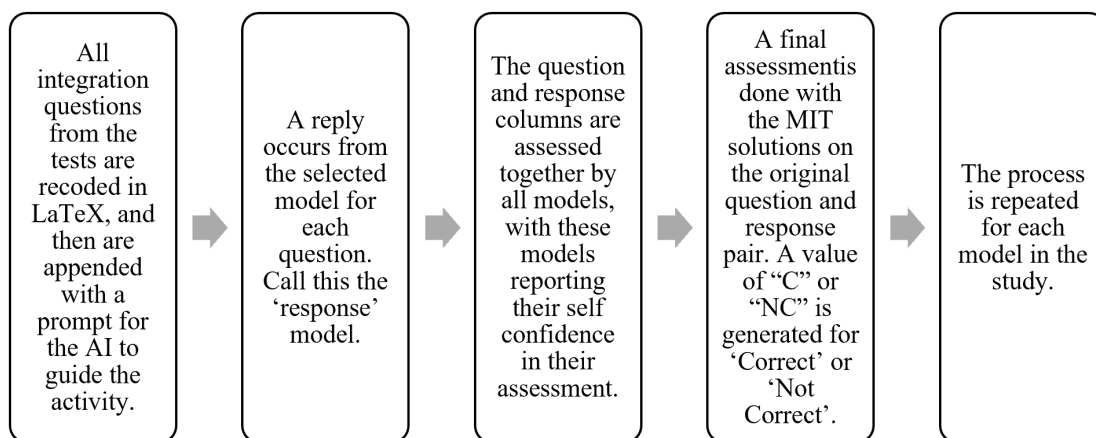 All
integration
questions
from the
tests are
recoded in
LaTeX, and
then are
appended
with a
prompt for
the AI to
guide the
activity.
A reply
occurs from
the selected
model for
each
question.
Call this the
‘response’
model.
The question
and response
columns are
assessed
together by
all models,
with these
models
reporting
their self
confidence
in their
assessment.
A final
assessmentis
done with
the MIT
solutions on
the original
question and
response
pair. A value
of “C” or
“NC” is
generated for
‘Correct’ or
‘Not
Correct’.
The process
is repeated
for each
model in the
study.